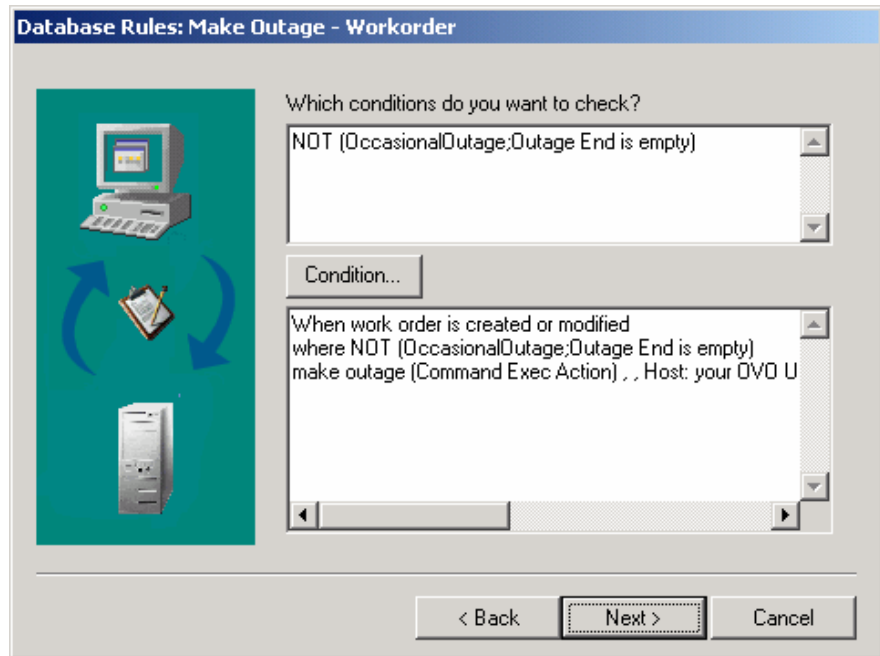 Database Rules: Make Outage - Workorder
Which conditions do you want to check?
NOT (OccasionalOutage;Outage End is empty)
Condition...
When work order is created or modified
where NOT (OccasionalOutage;Outage End is empty)
make outage (Command Exec Action) , , Host: your OVO U
< Back
Next >
Cancel